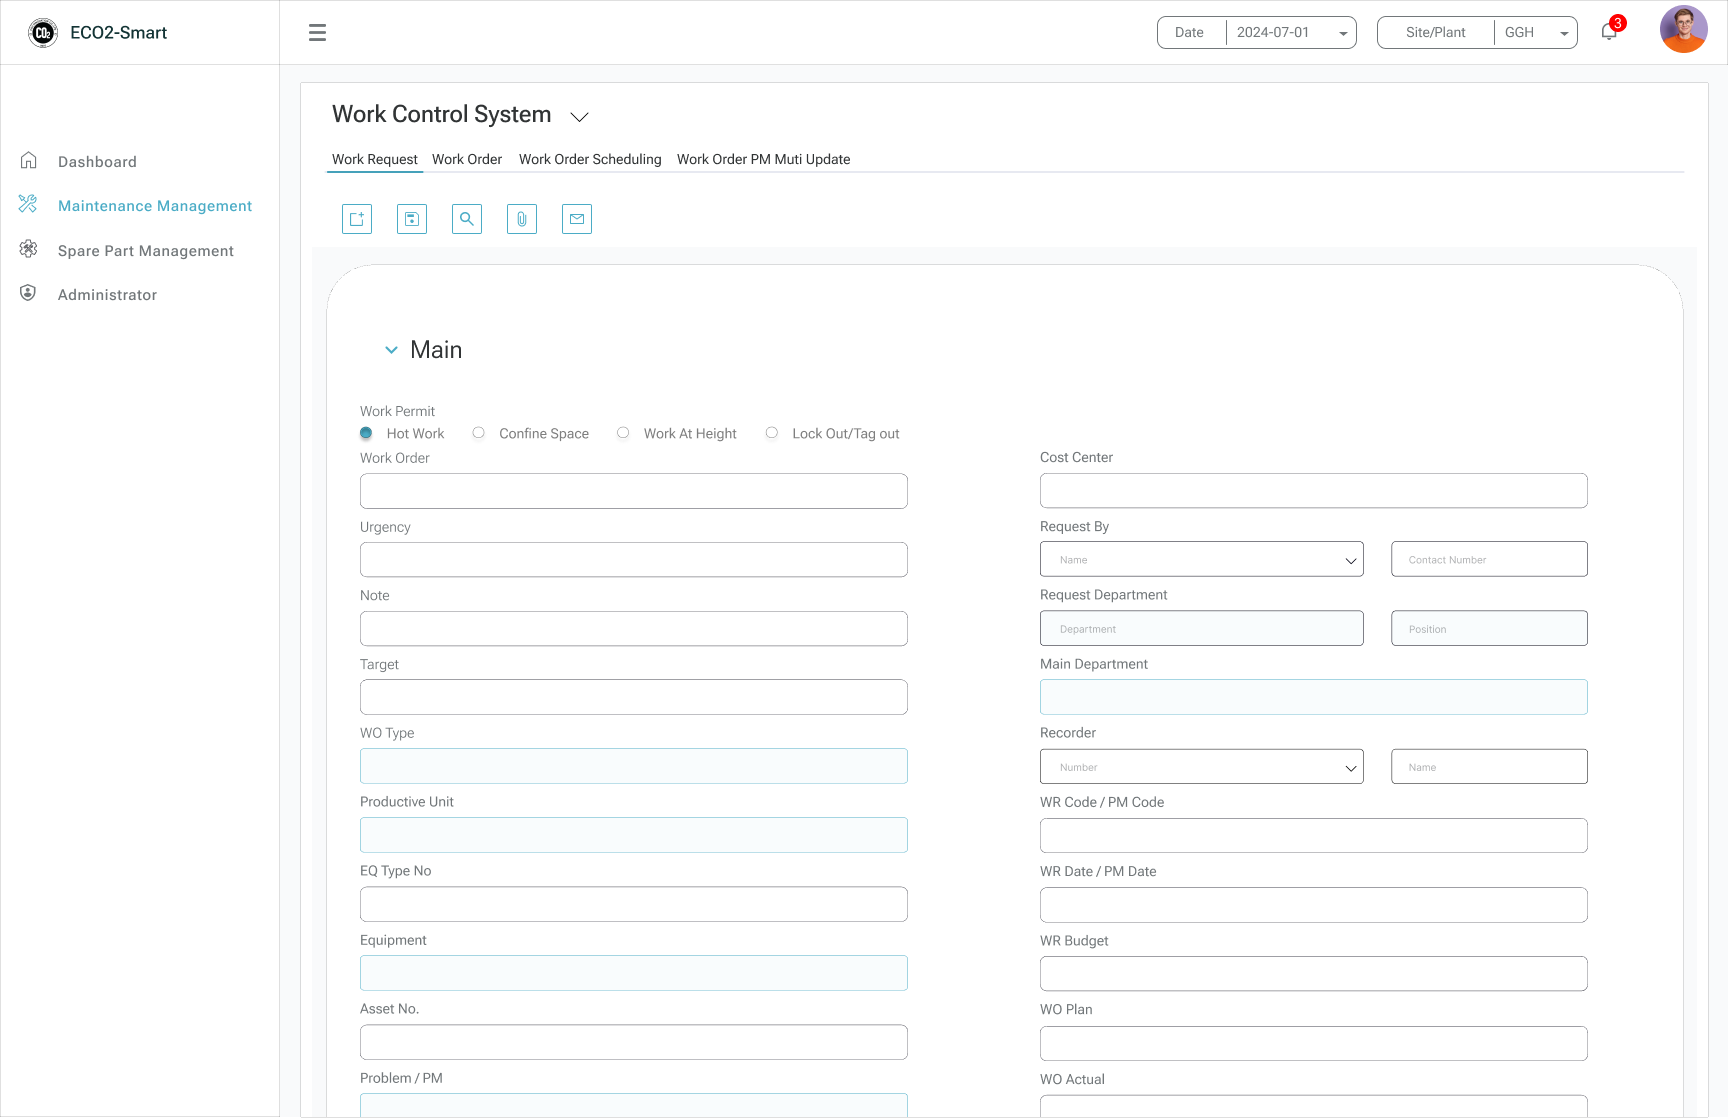 CO2
ECO2-Smart
Date
2024-07-01
Site/Plant
GGH
3
Dashboard
Maintenance Management
Spare Part Management
Administrator
Work Control System
Work Request
Work Order
Work Order Scheduling
Work Order PM Muti Update
Main
Work Permit
Hot Work
Confine Space
Work At Height
Lock Out/Tag out
Work Order
Urgency
Note
Target
WO Type
Productive Unit
EQ Type No
Equipment
Asset No.
Problem / PM
Cost Center
Request By
Name
Contact Number
Request Department
Department
Position
Main Department
Recorder
Number
Name
WR Code / PM Code
WR Date / PM Date
WR Budget
WO Plan
WO Actual